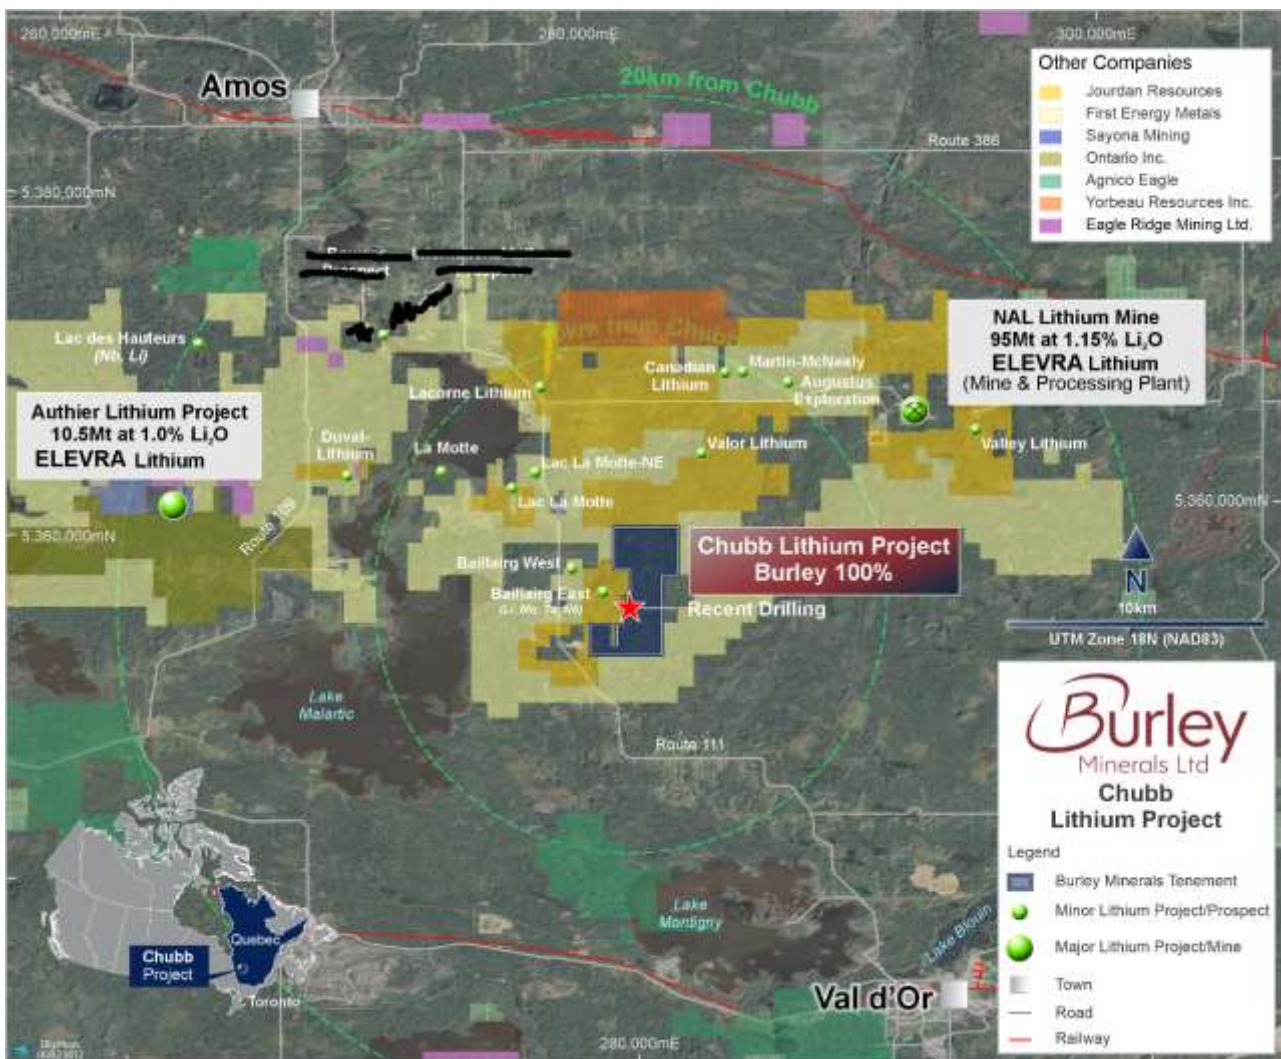 260,000mE
280,000mE
300,000mE
Amos
20km from Chubb
Route 386
5,380,000mN
Other Companies
Jourdan Resources
First Energy Metals
Sayona Mining
Ontario Inc.
Agnico Eagle
Yorbeau Resources Inc.
Eagle Ridge Mining Ltd.
Prospect
km from Chubb
Lac des Hauteurs
(Nb, Li)
NAL Lithium Mine
95Mt at 1.15% Li₂O
ELEVRA Lithium
(Mine & Processing Plant)
Canadian
Lithium
Martin-McNeely
Augustus
Exploration
Lacorne Lithium
Authier Lithium Project
10.5Mt at 1.0% Li₂O
ELEVRA Lithium
Duval-
Lithium
La Motte
Lac La Motte-NE
Lac La Motte
Valor Lithium
Valley Lithium
Route 109
5,360,000mN
5,360,000mN
Chubb Lithium Project
Burley 100%
Baillairg West
Baillairg East
Recent Drilling
N
10km
UTM Zone 18N (NAD83)
Lake
Malartic
Route 111
Burley
Minerals Ltd
Chubb
Lithium Project
Legend
Burley Minerals Tenement
Minor Lithium Project/Prospect
Major Lithium Project/Mine
Town
Road
Railway
Quebec
Chubb
Project
Toronto
Lake
Montigny
Lake Blouin
Val d'Or
280,000mE